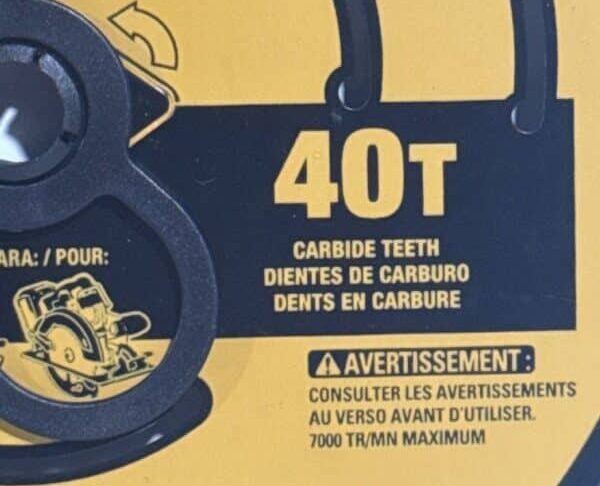 40T
CARBIDE TEETH
DIENTES DE CARBURO
DENTS EN CARBURE
/ POUR:
AVERTISSEMENT:
CONSULTER LES AVERTISSEMENTS
AU VERSO AVANT D'UTILISER.
7000 TR/MN MAXIMUM